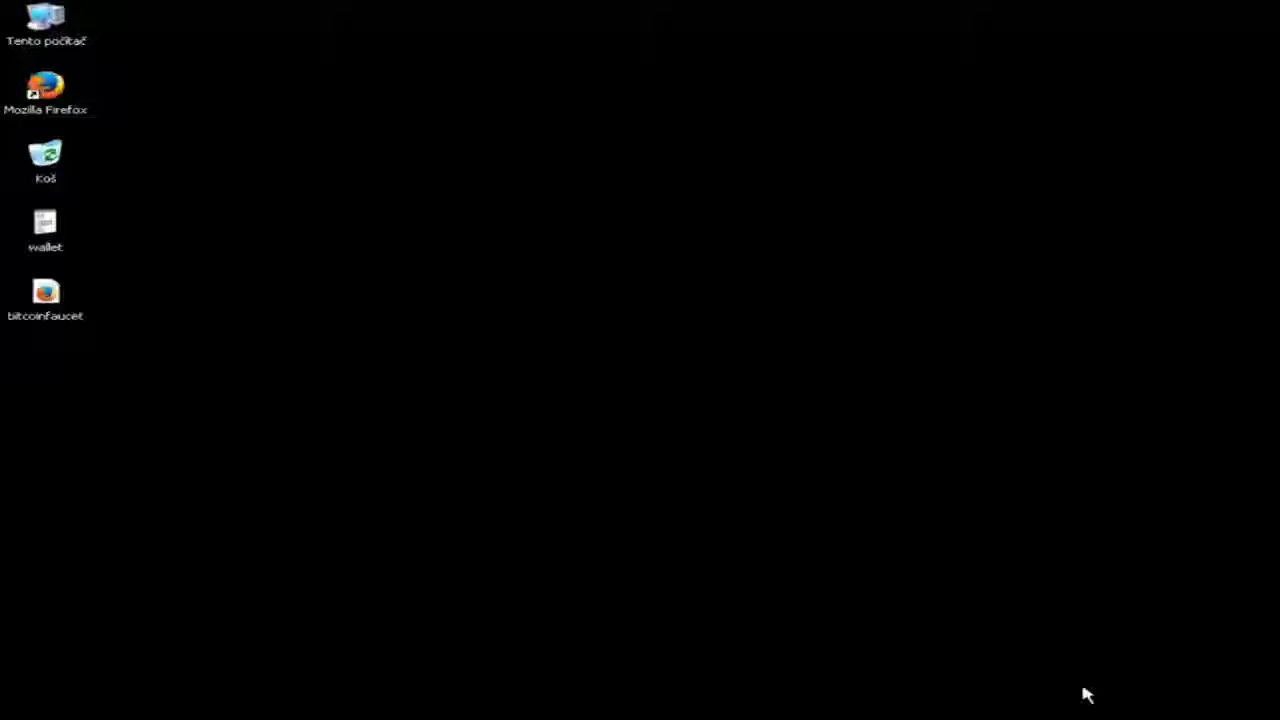 Tento počítač
Mozilla Firefox
Koš
wallet
bitcoinfaucet